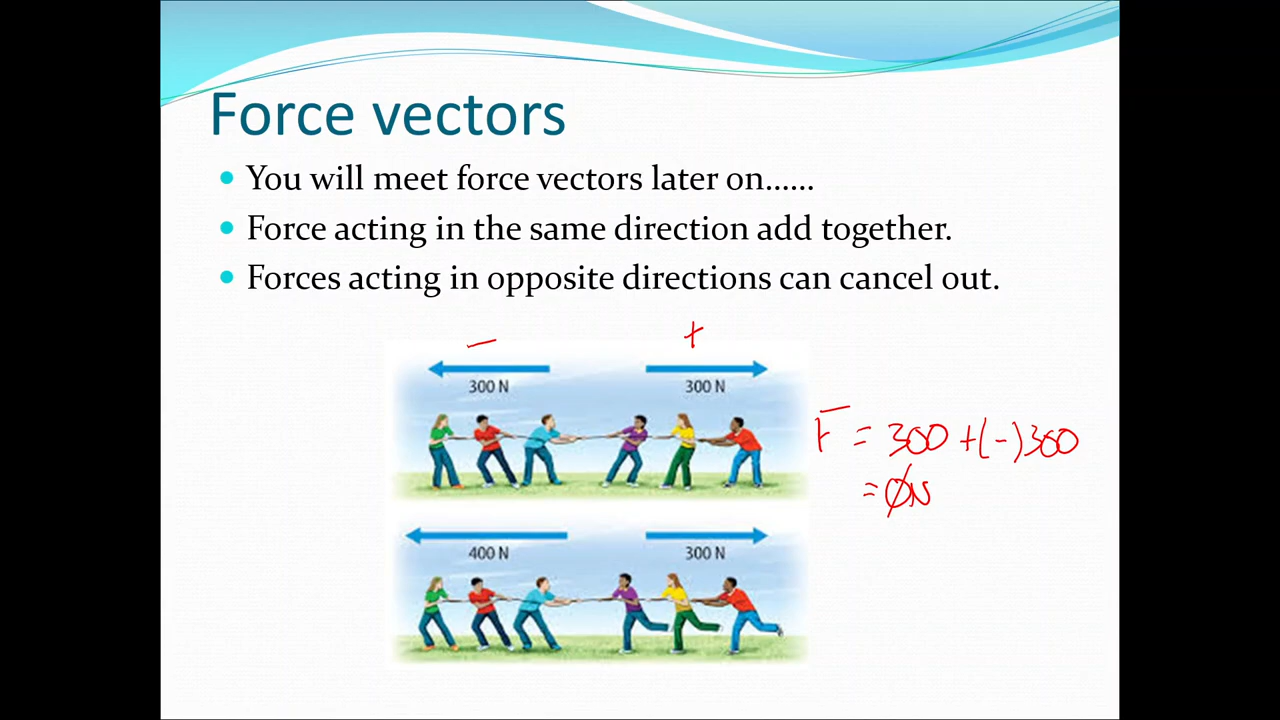 Force vectors
You will meet force vectors later on......
Force acting in the same direction add together.
Forces acting in opposite directions can cancel out.
− +
300 N 300 N
F̅ = 300 + (-)300
= 0N
400 N 300 N